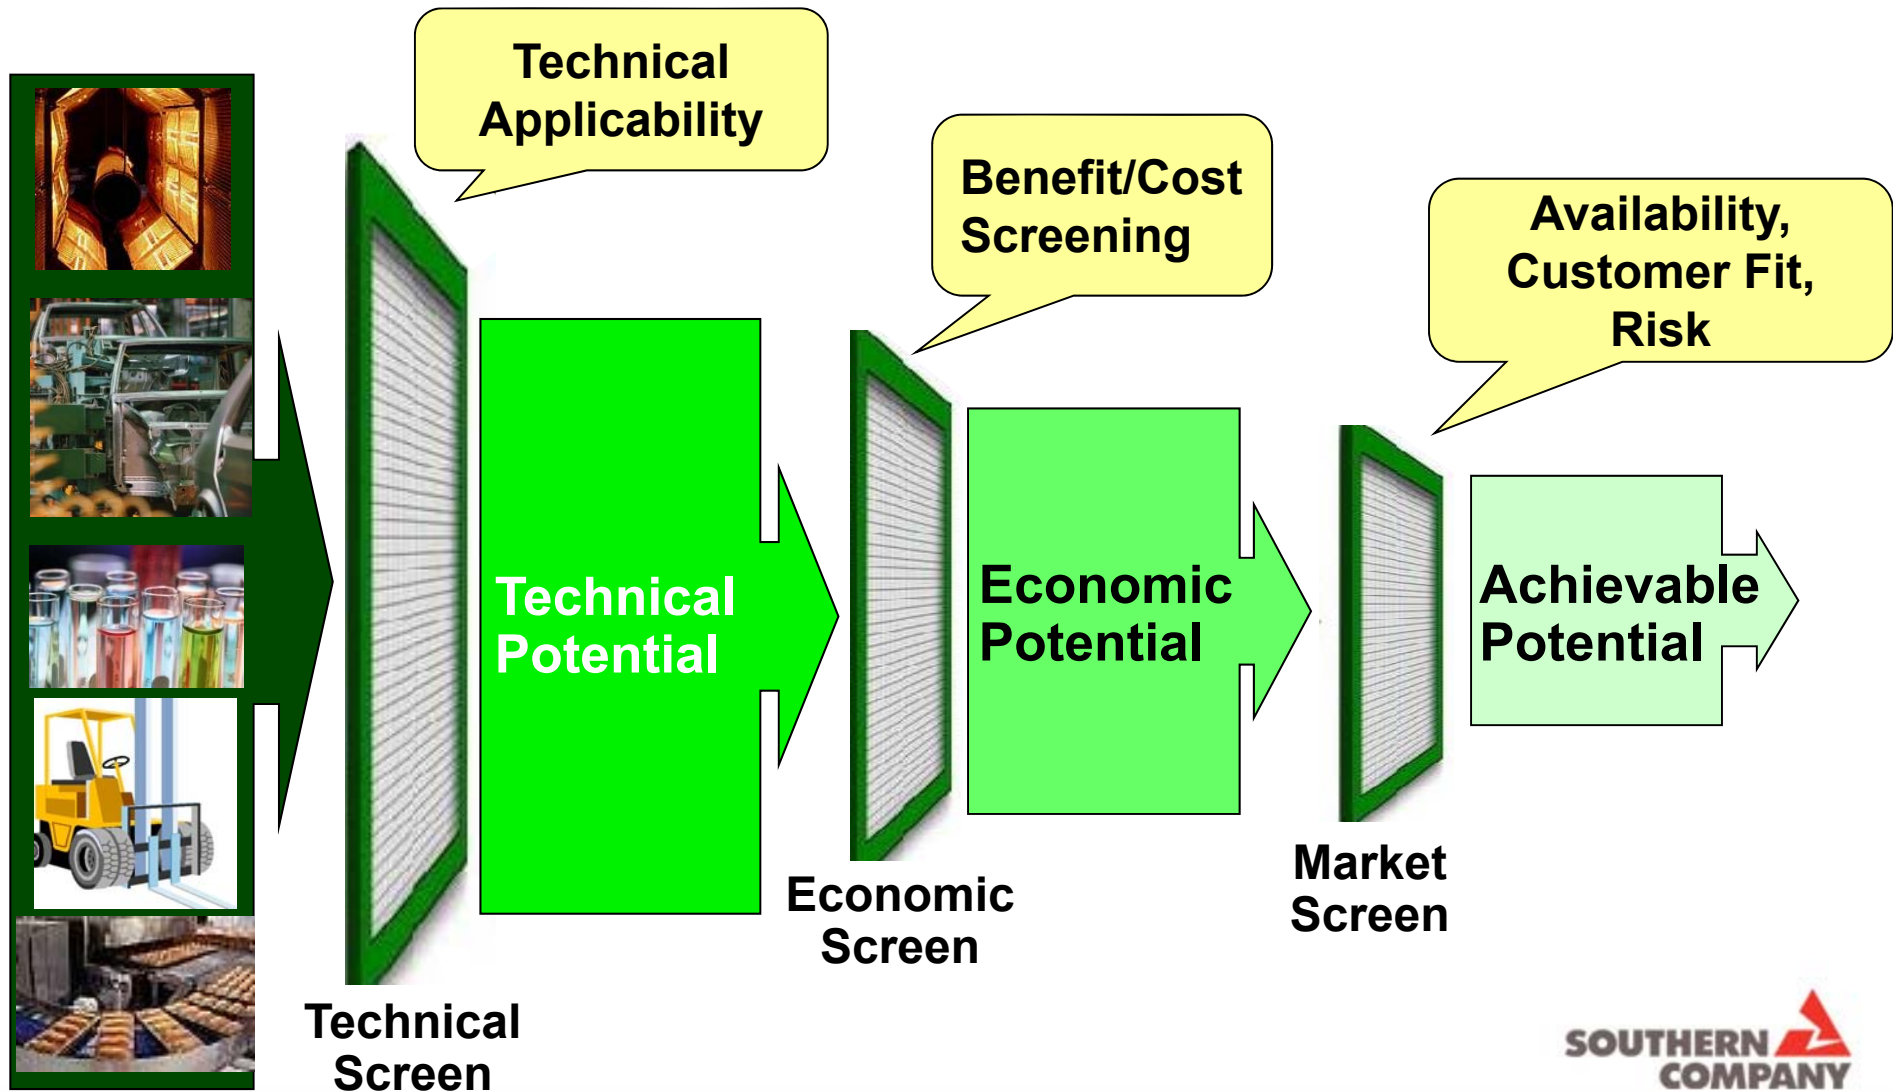 Technical
Applicability
Benefit/Cost
Screening
Availability,
Customer Fit,
Risk
Technical
Potential
Economic
Potential
Achievable
Potential
Technical
Screen
Economic
Screen
Market
Screen
SOUTHERN
COMPANY